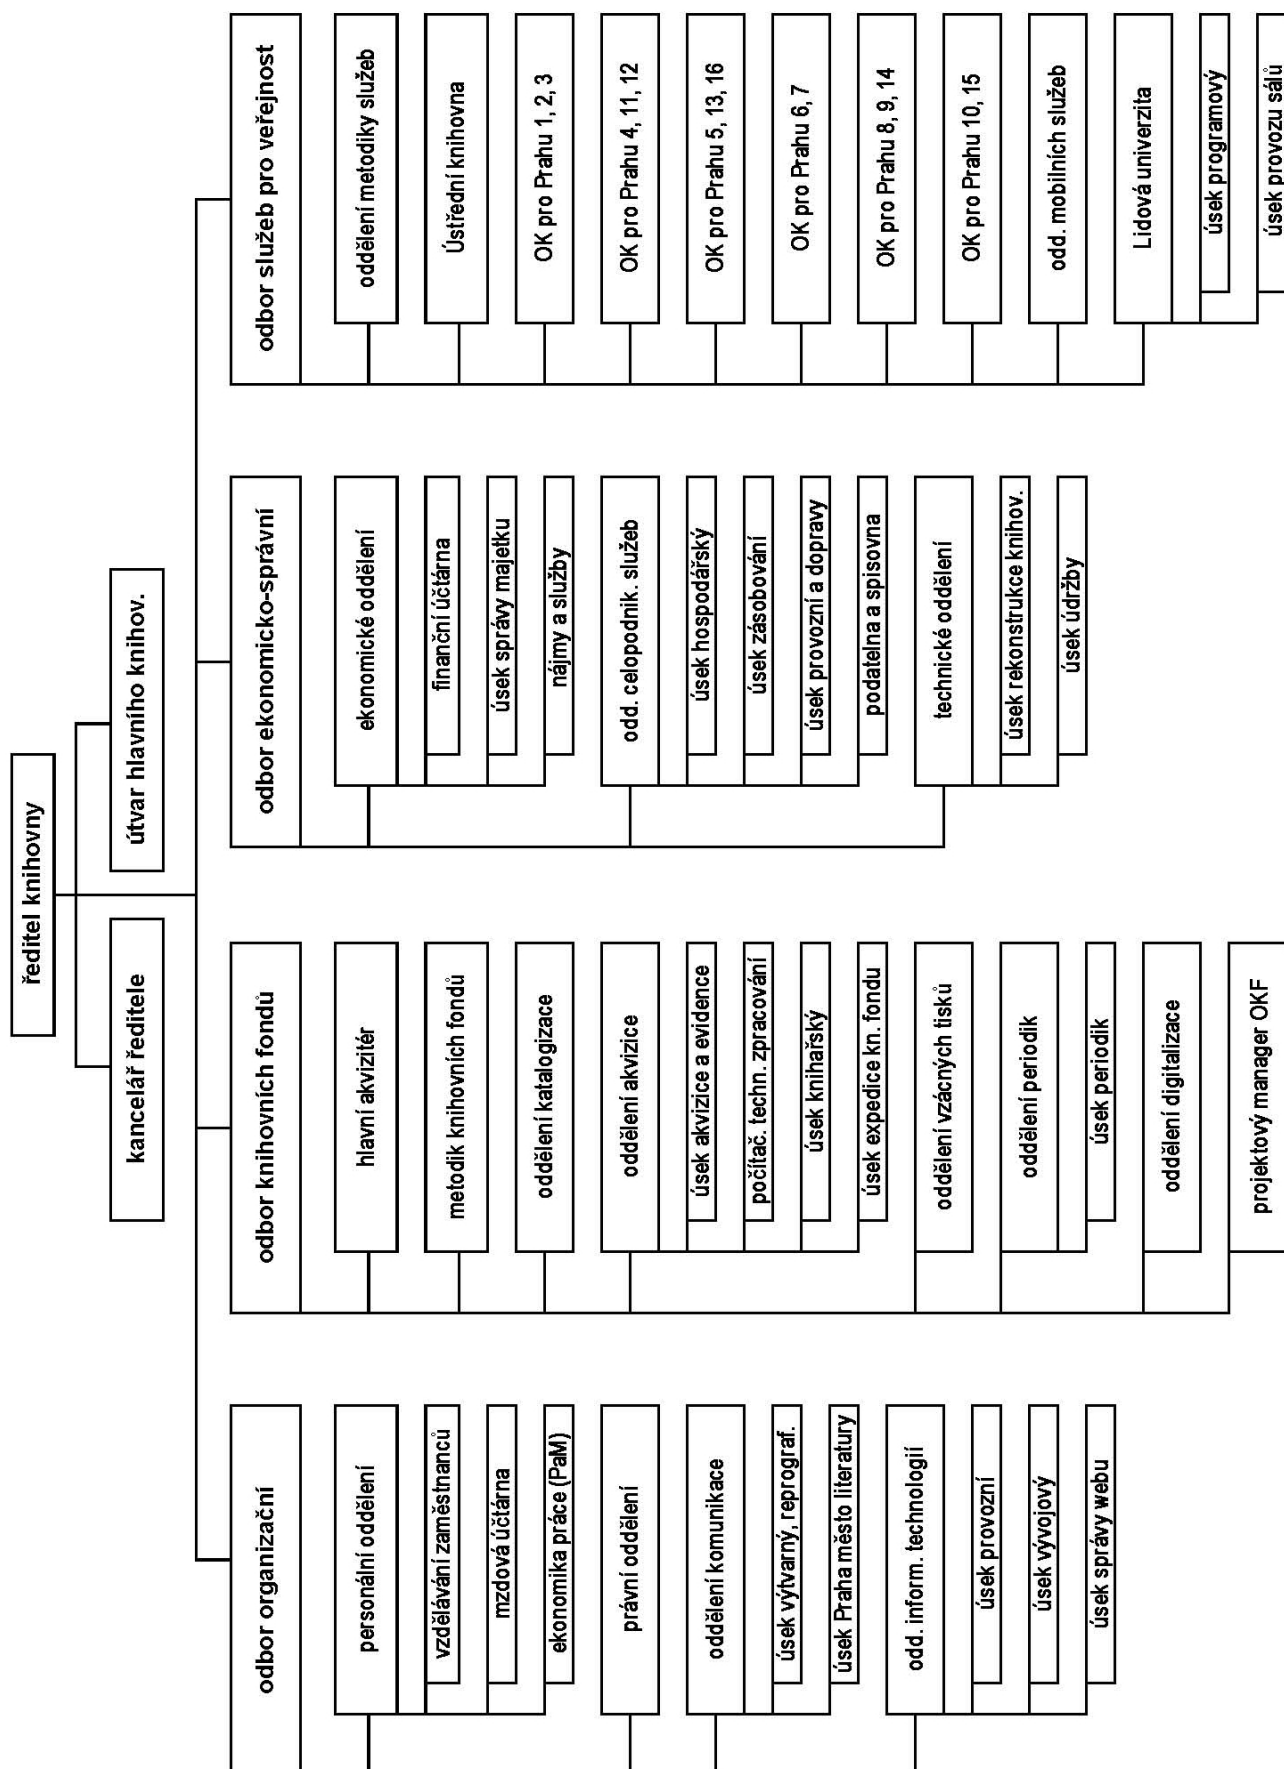 ředitel knihovny
kancelář ředitele
útvar hlavního knihov.
odbor organizační
personální oddělení
vzdělávání zaměstnanců
mzdová účtárna
ekonomika práce (PaM)
právní oddělení
oddělení komunikace
úsek výtvarný, reprograf.
úsek Praha město literatury
odd. inform. technologií
úsek provozní
úsek vývojový
úsek správy webu
odbor knihovních fondů
hlavní akvizitér
metodik knihovních fondů
oddělení katalogizace
oddělení akvizice
úsek akvizice a evidence
počítač. techn. zpracování
úsek knihařský
úsek expedice kn. fondu
oddělení vzácných tisků
oddělení periodik
úsek periodik
oddělení digitalizace
projektový manager OKF
odbor ekonomicko-správní
ekonomické oddělení
finanční účtárna
úsek správy majetku
nájmy a služby
odd. celopodnik. služeb
úsek hospodářský
úsek zásobování
úsek provozní a dopravy
podatelna a spisovna
technické oddělení
úsek rekonstrukce knihov.
úsek údržby
odbor služeb pro veřejnost
oddělení metodiky služeb
Ústřední knihovna
OK pro Prahu 1, 2, 3
OK pro Prahu 4, 11, 12
OK pro Prahu 5, 13, 16
OK pro Prahu 6, 7
OK pro Prahu 8, 9, 14
OK pro Prahu 10, 15
odd. mobilních služeb
Lidová univerzita
úsek programový
úsek provozu sálů